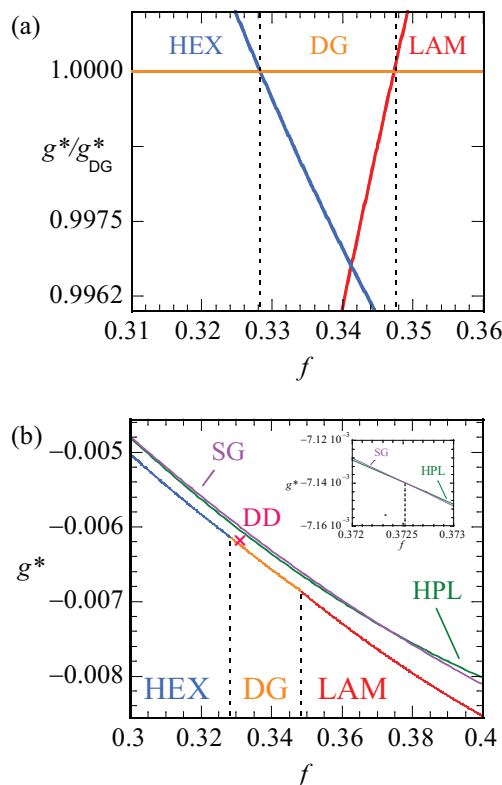 (a)
HEX DG LAM
1.0000
g*/g*DG
0.9975
0.9962
0.31 0.32 0.33 0.34 0.35 0.36
f
(b)
−0.005
−0.006
g*
−0.007
−0.008
SG
DD
HPL
HEX DG LAM
0.3 0.32 0.34 0.36 0.38 0.4
f
−7.12 10⁻³
SG
g*
−7.14 10⁻³
HPL
−7.16 10⁻³
0.372 0.3725 0.373
f